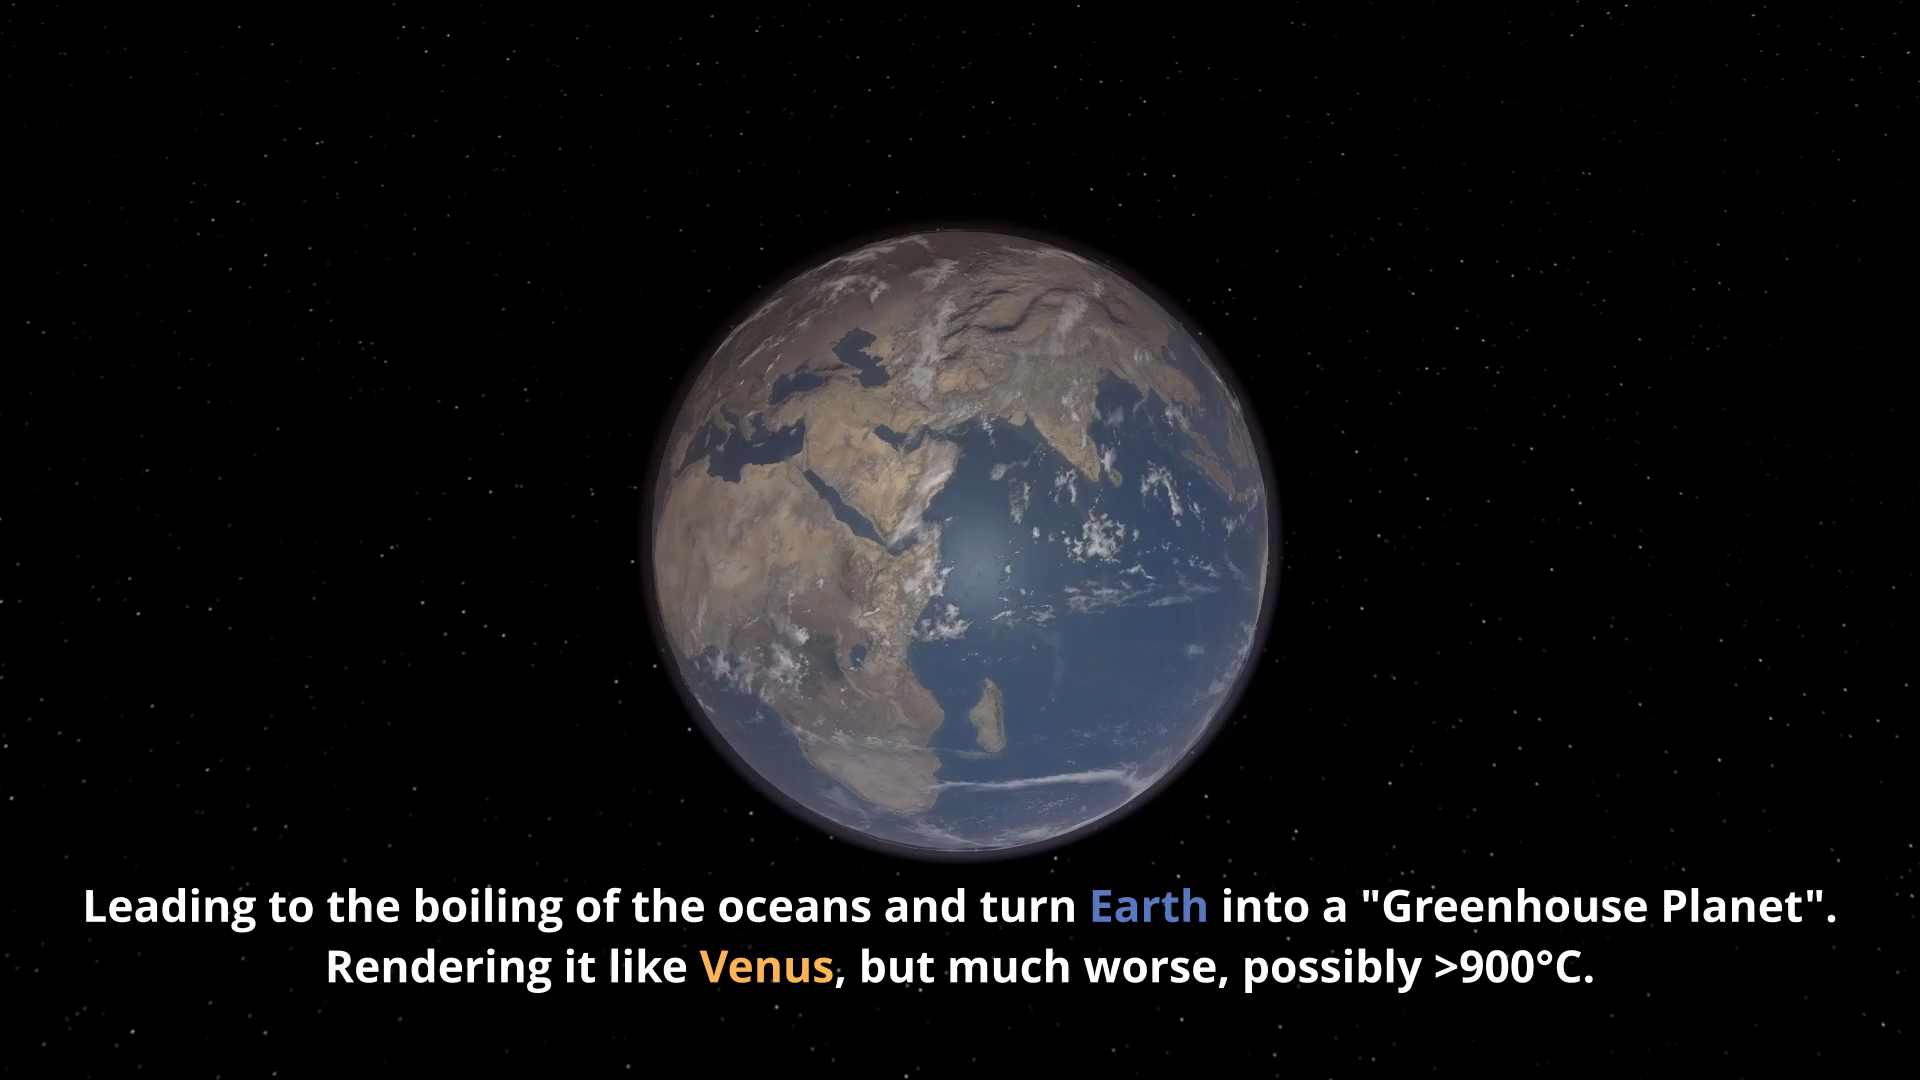 Leading to the boiling of the oceans and turn Earth into a "Greenhouse Planet".
Rendering it like Venus, but much worse, possibly >900°C.